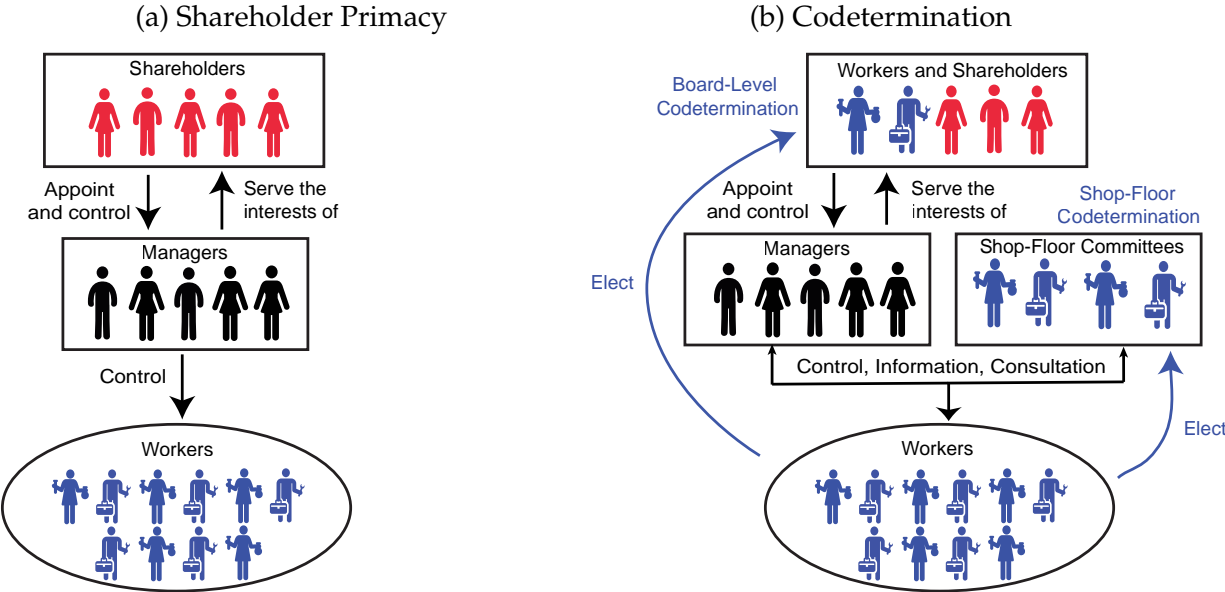 (a) Shareholder Primacy
Shareholders
Appoint
and control
Serve the
interests of
Managers
Control
Workers
(b) Codetermination
Board-Level
Codetermination
Workers and Shareholders
Appoint
and control
Serve the
interests of
Shop-Floor
Codetermination
Managers
Shop-Floor Committees
Elect
Control, Information, Consultation
Elect
Workers